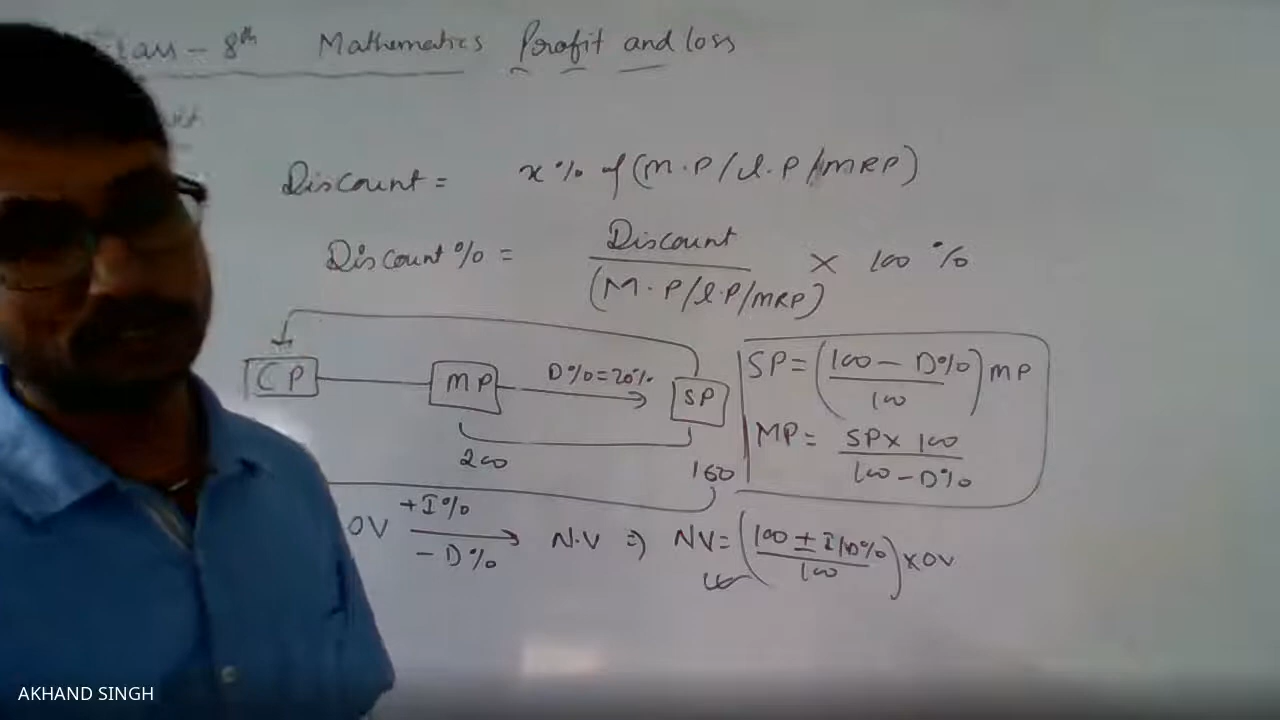 - 8th Mathematics Profit and loss
Discount = x% of (M.P/L.P/MRP)
Discount% = Discount / (M.P/L.P/MRP) × 100 %
CP MP D%=20% SP
200 160
SP = (100 - D% / 100) MP
MP = SP × 100 / 100 - D%
OV +I% - D% N.V ⇒ NV = (100 ± I/D% / 100) × OV
AKHAND SINGH